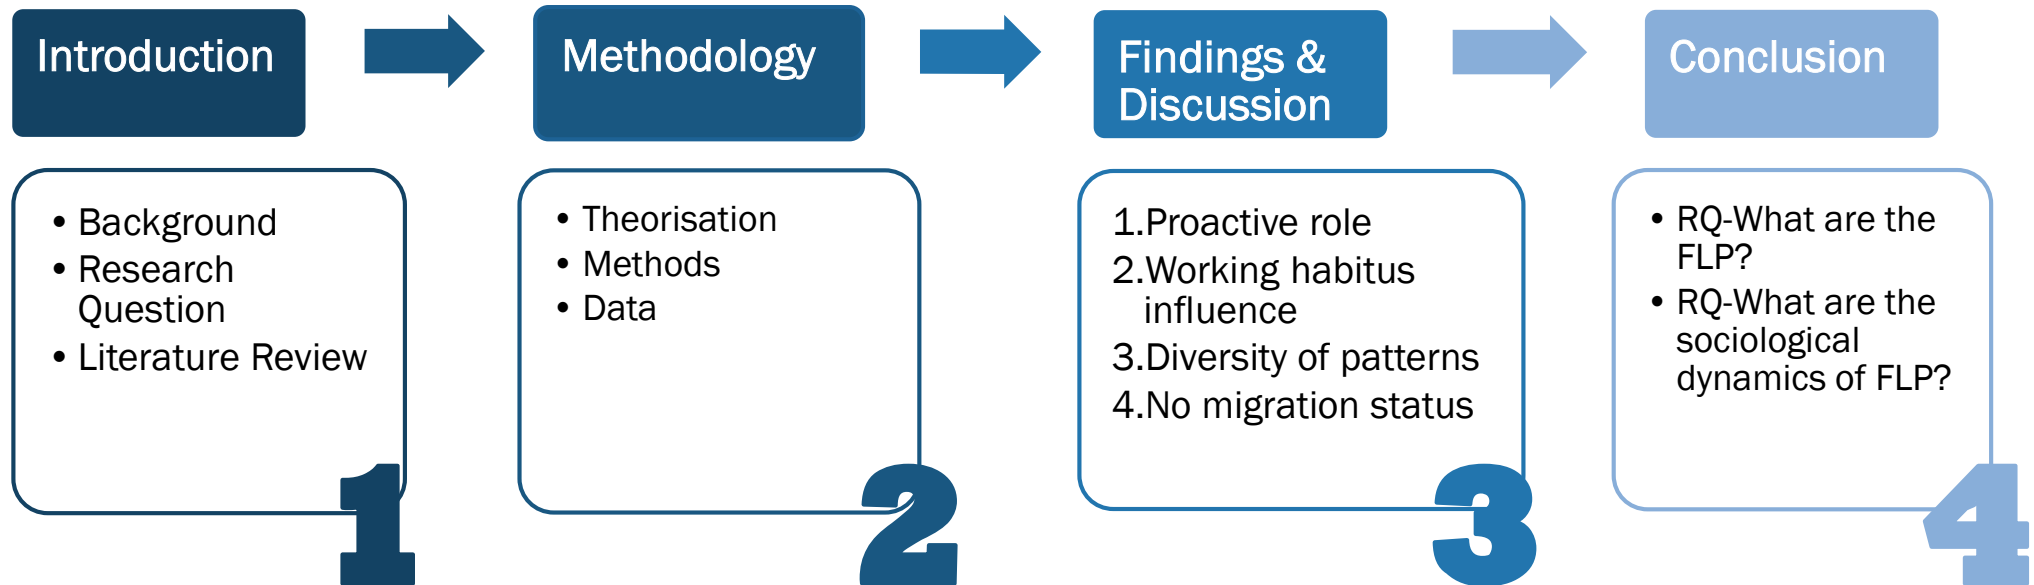 Introduction
• Background
• Research
Question
• Literature Review
1
Methodology
• Theorisation
• Methods
• Data
2
Findings &
Discussion
1.Proactive role
2.Working habitus
influence
3.Diversity of patterns
4.No migration status
3
Conclusion
• RQ-What are the
FLP?
• RQ-What are the
sociological
dynamics of FLP?
4